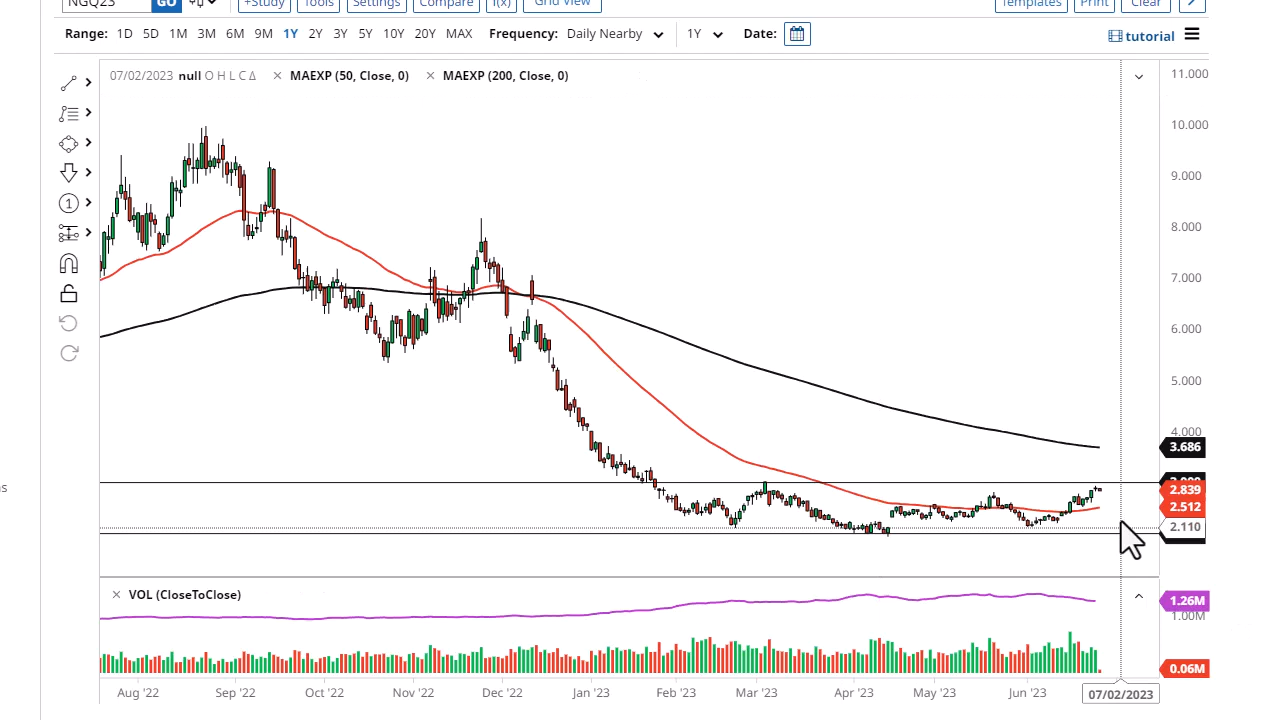 NGQ23 GO +Study Tools Settings Compare f(x) Grid View Templates Print Clear
Range: 1D 5D 1M 3M 6M 9M 1Y 2Y 3Y 5Y 10Y 20Y MAX Frequency: Daily Nearby 1Y Date: tutorial
07/02/2023 null O H L C Δ MAEXP (50, Close, 0) MAEXP (200, Close, 0)
11.000
10.000
9.000
8.000
7.000
6.000
5.000
4.000
3.686
2.839
2.512
2.110
VOL (CloseToClose)
1.26M
1.00M
0.06M
Aug '22 Sep '22 Oct '22 Nov '22 Dec '22 Jan '23 Feb '23 Mar '23 Apr '23 May '23 Jun '23 07/02/2023